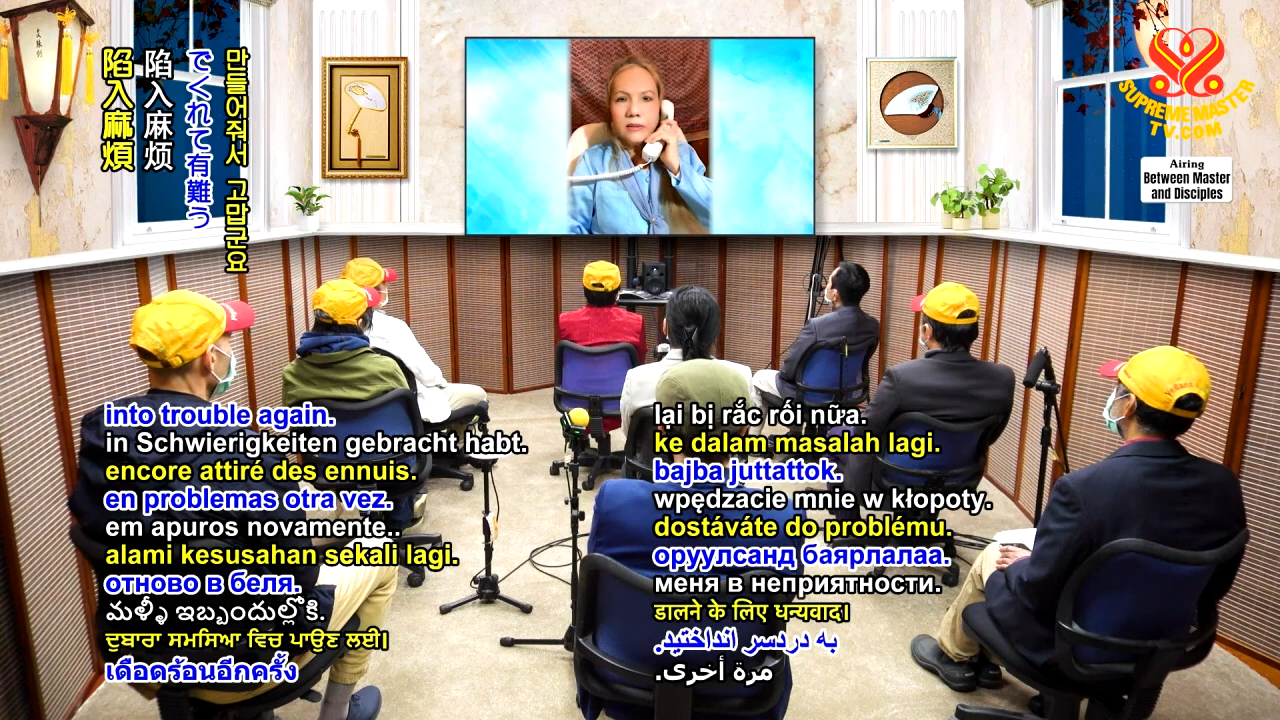 만들어줘서 고맙군요
でくれて有難う
陷入麻烦
陷入麻煩
SUPREME MASTER
TV.COM
Airing
Between Master
and Disciples
into trouble again.
in Schwierigkeiten gebracht habt.
encore attiré des ennuis.
en problemas otra vez.
em apuros novamente..
alami kesusahan sekali lagi.
отново в беля.
మళ్ళీ ఇబ్బందుల్లోకి.
ਦੁਬਾਰਾ ਸਮਸਿਆ ਵਿਚ ਪਾਉਣ ਲਈ।
เดือดร้อนอีกครั้ง
lại bị rắc rối nữa.
ke dalam masalah lagi.
bajba juttattok.
wpędzacie mnie w kłopoty.
dostáváte do problému.
оруулсанд баярлалаа.
меня в неприятности.
डालने के लिए धन्यवाद।
به دردسر انداختید.
مرة أخرى.